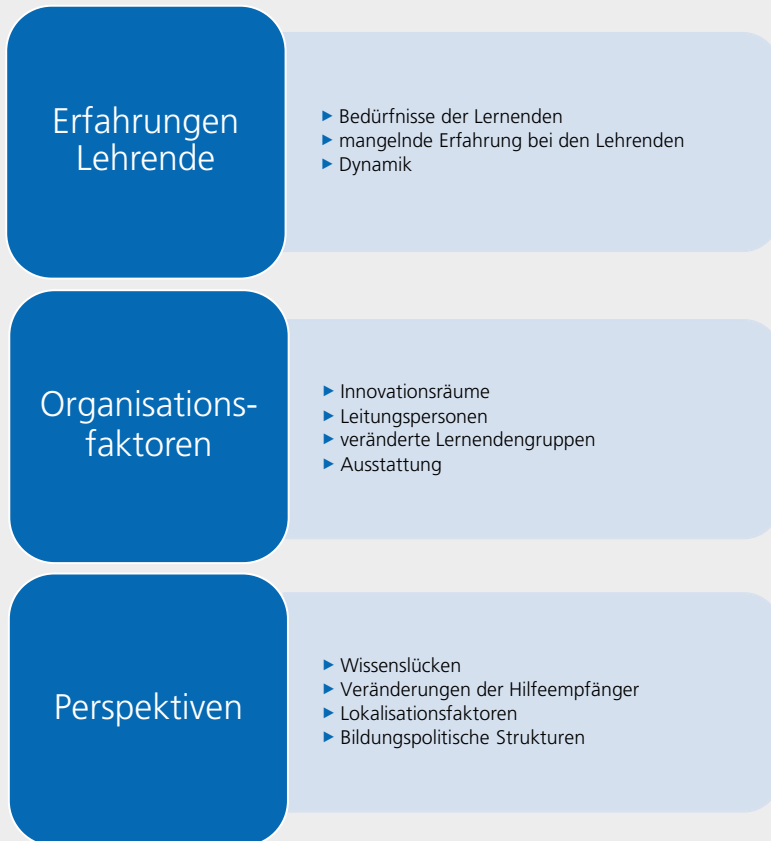 Erfahrungen
Lehrende
▶ Bedürfnisse der Lernenden
▶ mangelnde Erfahrung bei den Lehrenden
▶ Dynamik
Organisations-
faktoren
▶ Innovationsräume
▶ Leitungspersonen
▶ veränderte Lernendengruppen
▶ Ausstattung
Perspektiven
▶ Wissenslücken
▶ Veränderungen der Hilfeempfänger
▶ Lokalisationsfaktoren
▶ Bildungspolitische Strukturen